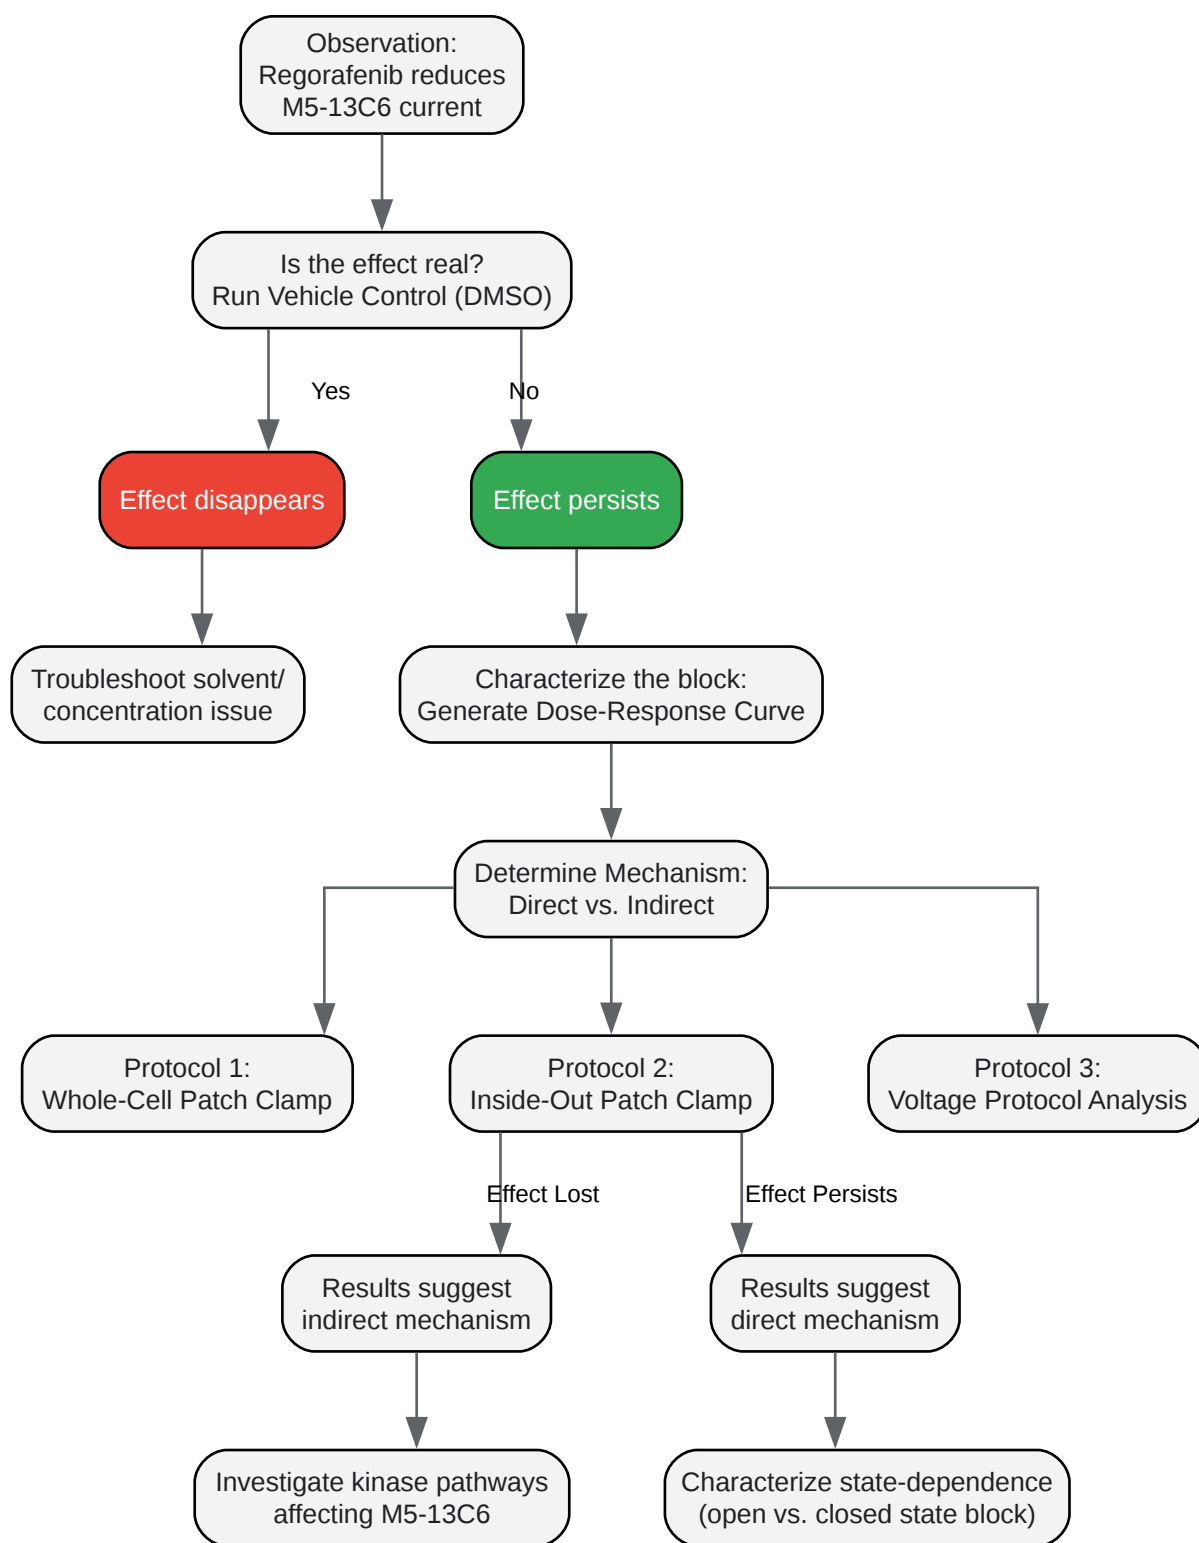 Observation:
Regorafenib reduces
M5-13C6 current
Is the effect real?
Run Vehicle Control (DMSO)
Yes
No
Effect disappears
Effect persists
Troubleshoot solvent/
concentration issue
Characterize the block:
Generate Dose-Response Curve
Determine Mechanism:
Direct vs. Indirect
Protocol 1:
Whole-Cell Patch Clamp
Protocol 2:
Inside-Out Patch Clamp
Protocol 3:
Voltage Protocol Analysis
Effect Lost
Effect Persists
Results suggest
indirect mechanism
Results suggest
direct mechanism
Investigate kinase pathways
affecting M5-13C6
Characterize state-dependence
(open vs. closed state block)